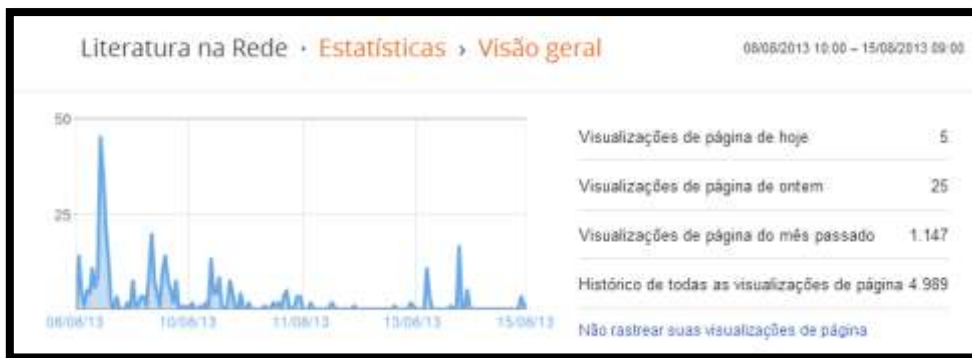 Literatura na Rede · Estatísticas › Visão geral
08/08/2013 10:00 – 15/08/2013 09:00
50
25
08/08/13 10/08/13 11/08/13 13/08/13 15/08/13
Visualizações de página de hoje 5
Visualizações de página de ontem 25
Visualizações de página do mês passado 1.147
Histórico de todas as visualizações de página 4.989
Não rastrear suas visualizações de página